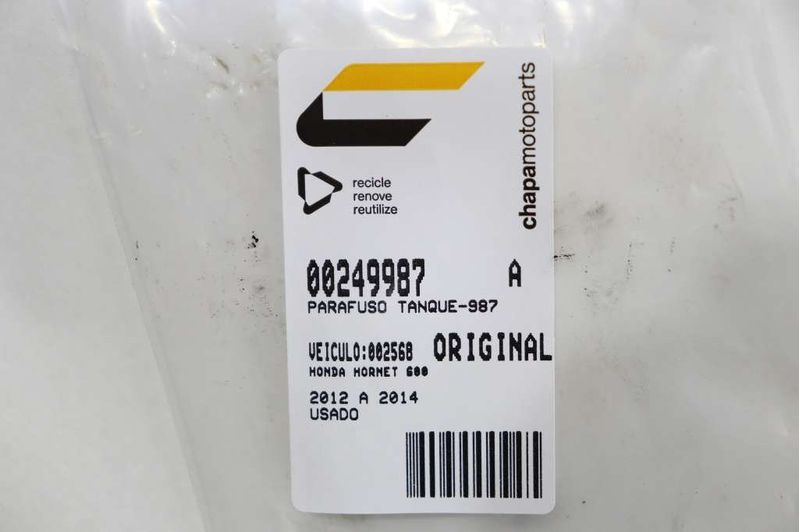 chapamotoparts
recicle
renove
reutilize
00249987 A
PARAFUSO TANQUE-987
VEICULO:002568 ORIGINAL
HONDA HORNET 600
2012 A 2014
USADO